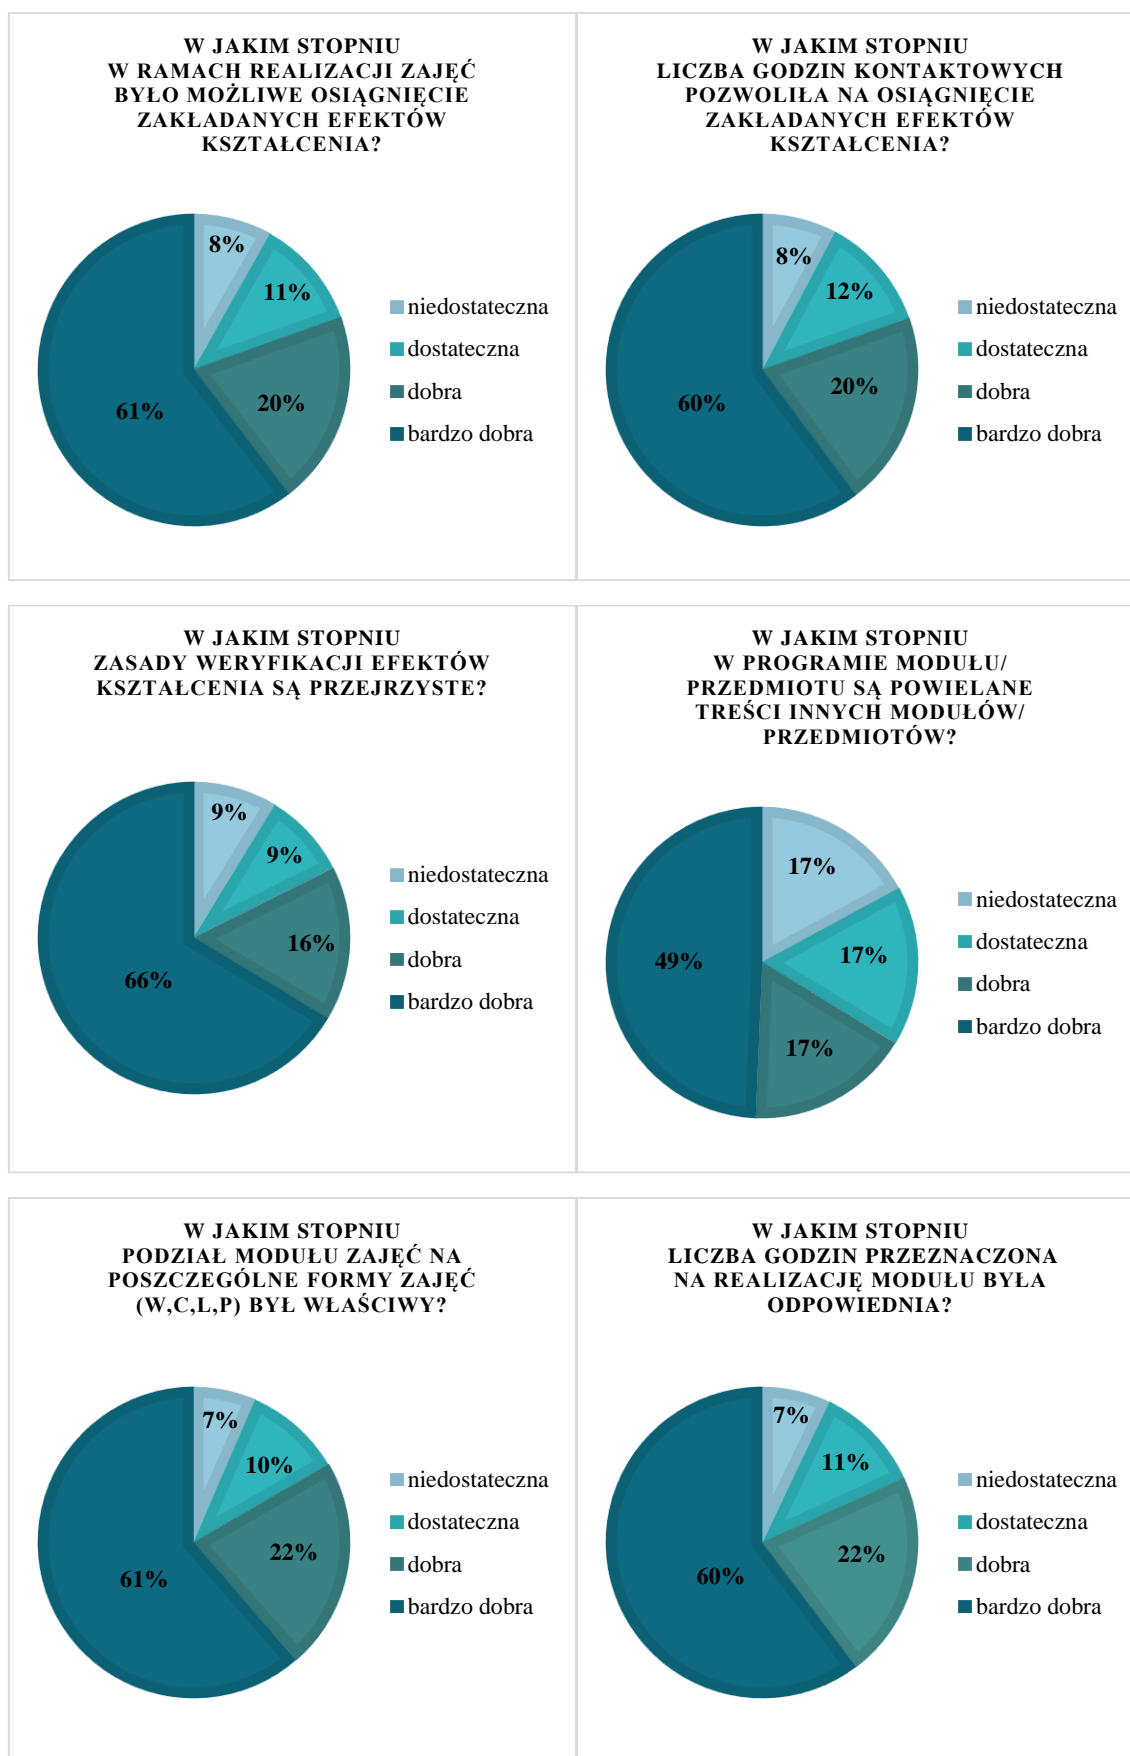 W JAKIM STOPNIU
W RAMACH REALIZACJI ZAJĘĆ
BYŁO MOŻLIWE OSIĄGNIĘCIE
ZAKŁADANYCH EFEKTÓW
KSZTAŁCENIA?
8%
11%
20%
61%
niedostateczna
dostateczna
dobra
bardzo dobra
W JAKIM STOPNIU
LICZBA GODZIN KONTAKTOWYCH
POZWOLIŁA NA OSIĄGNIĘCIE
ZAKŁADANYCH EFEKTÓW
KSZTAŁCENIA?
8%
12%
20%
60%
niedostateczna
dostateczna
dobra
bardzo dobra
W JAKIM STOPNIU
ZASADY WERYFIKACJI EFEKTÓW
KSZTAŁCENIA SĄ PRZEJRZYSTE?
9%
9%
16%
66%
niedostateczna
dostateczna
dobra
bardzo dobra
W JAKIM STOPNIU
W PROGRAMIE MODUŁU/
PRZEDMIOTU SĄ POWIELANE
TREŚCI INNYCH MODUŁÓW/
PRZEDMIOTÓW?
17%
17%
17%
49%
niedostateczna
dostateczna
dobra
bardzo dobra
W JAKIM STOPNIU
PODZIAŁ MODUŁU ZAJĘĆ NA
POSZCZEGÓLNE FORMY ZAJĘĆ
(W,C,L,P) BYŁ WŁAŚCIWY?
7%
10%
22%
61%
niedostateczna
dostateczna
dobra
bardzo dobra
W JAKIM STOPNIU
LICZBA GODZIN PRZEZNACZONA
NA REALIZACJĘ MODUŁU BYŁA
ODPOWIEDNIA?
7%
11%
22%
60%
niedostateczna
dostateczna
dobra
bardzo dobra